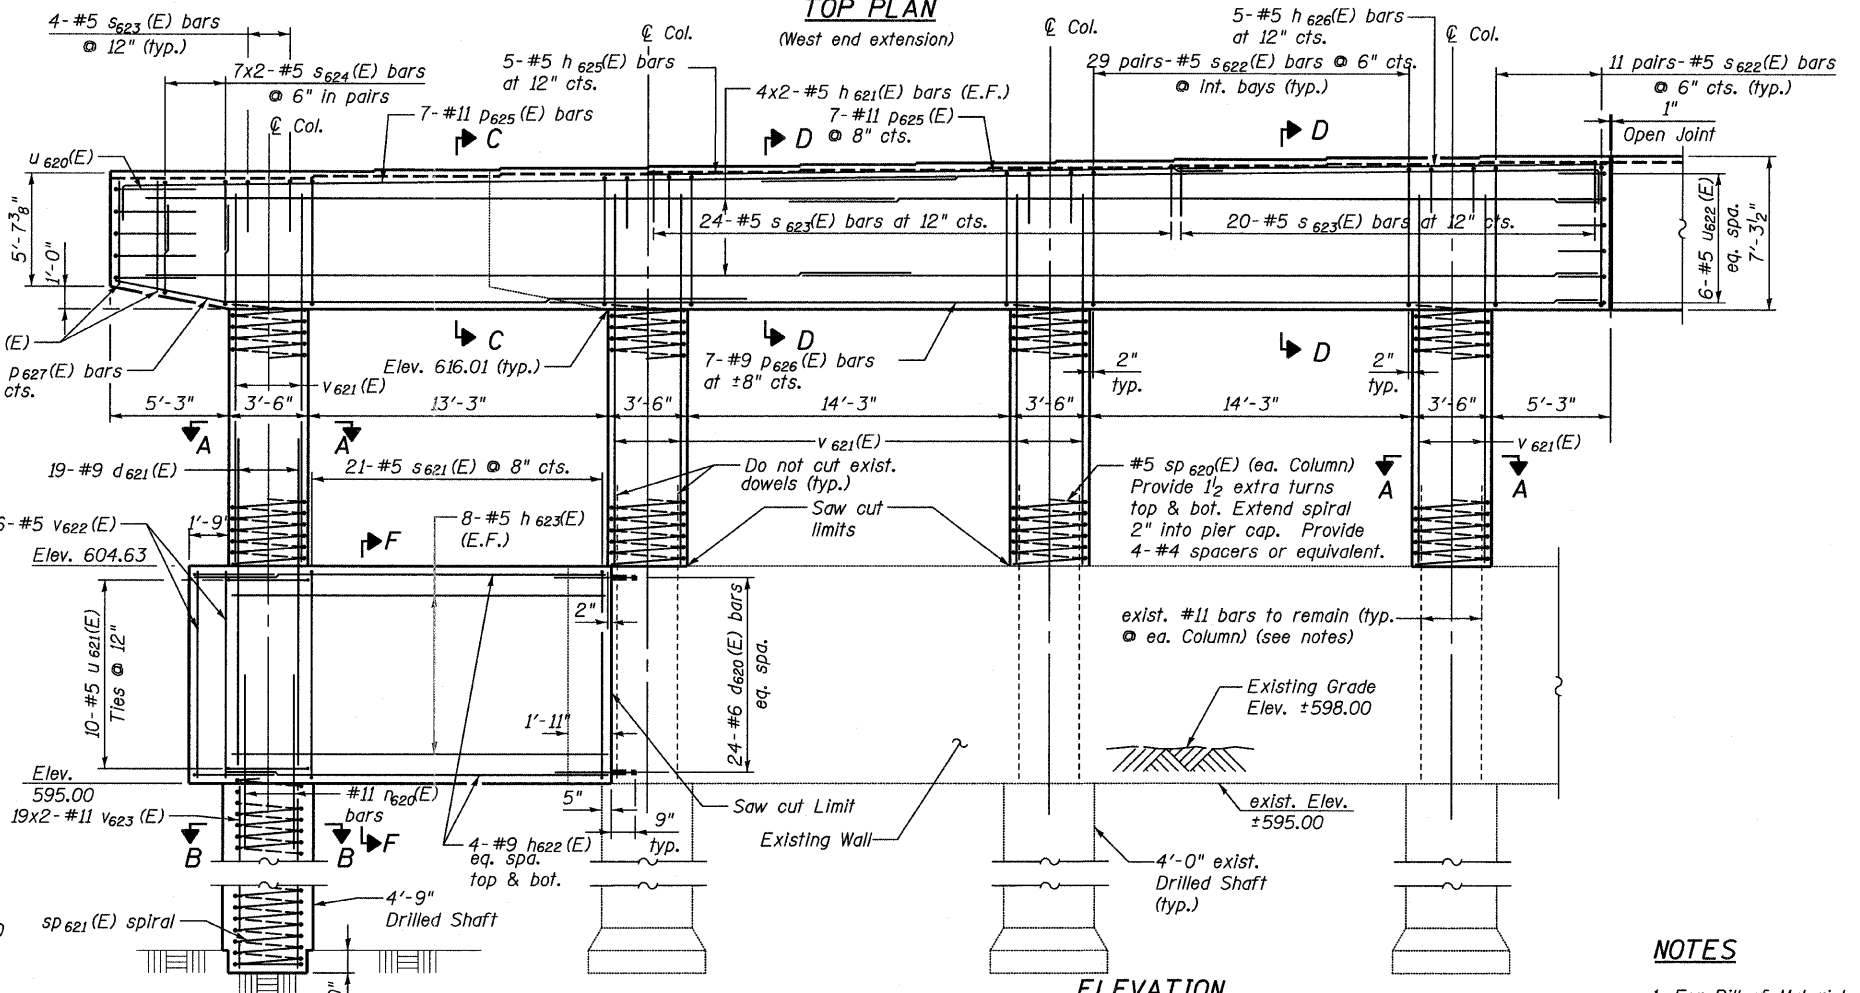 TOP PLAN
(West end extension)
4-#5 s623(E) bars
@ 12" (typ.)
7x2-#5 s624(E) bars
@ 6" in pairs
5-#5 h625(E) bars
at 12" cts.
℄ Col.
℄ Col.
5-#5 h626(E) bars
at 12" cts.
℄ Col.
29 pairs-#5 s622(E) bars @ 6" cts.
@ int. bays (typ.)
11 pairs-#5 s622(E) bars
@ 6" cts. (typ.)
1"
Open Joint
4x2-#5 h621(E) bars (E.F.)
7-#11 p625(E)
@ 8" cts.
7-#11 p625(E) bars
℄ Col.
C
D
D
u620(E)
5'-7 3/8"
1'-0"
24-#5 s623(E) bars at 12" cts.
20-#5 s623(E) bars at 12" cts.
6-#5 u622(E)
eq. spa.
7'-3 1/2"
(E)
p627(E) bars
cts.
C
D
D
Elev. 616.01 (typ.)
7-#9 p626(E) bars
at ±8" cts.
2"
typ.
2"
typ.
v621(E)
5'-3"
3'-6"
13'-3"
3'-6"
14'-3"
3'-6"
14'-3"
3'-6"
5'-3"
A
A
v621(E)
v621(E)
19-#9 d621(E)
21-#5 s621(E) @ 8" cts.
Do not cut exist.
dowels (typ.)
#5 sp620(E) (ea. Column)
Provide 1 1/2 extra turns
top & bot. Extend spiral
2" into pier cap. Provide
4-#4 spacers or equivalent.
A
A
6-#5 v622(E)
1'-9"
F
8-#5 h623(E)
(E.F.)
Saw cut
limits
Elev. 604.63
10-#5 u621(E)
Ties @ 12"
2"
24-#6 d620(E) bars
eq. spa.
exist. #11 bars to remain (typ.
@ ea. Column) (see notes)
1'-11"
Existing Grade
Elev. ±598.00
Elev.
595.00
19x2-#11 v623(E)
#11 n620(E)
bars
5"
9"
typ.
Saw cut Limit
Existing Wall
exist. Elev.
±595.00
B
B
F
4-#9 h622(E)
eq. spa.
top & bot.
4'-0" exist.
Drilled Shaft
(typ.)
sp621(E) spiral
4'-9"
Drilled Shaft
NOTES
ELEVATION